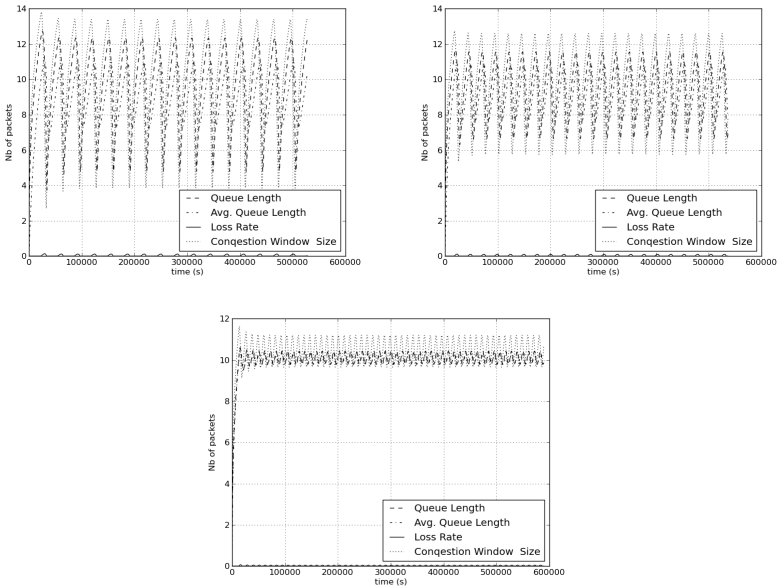 14
12
10
8
6
4
2
0
Nb of packets
Queue Length
Avg. Queue Length
Loss Rate
Conqestion Window Size
0 100000 200000 300000 400000 500000 600000
time (s)
14
12
10
8
6
4
2
0
Nb of packets
Queue Length
Avg. Queue Length
Loss Rate
Conqestion Window Size
0 100000 200000 300000 400000 500000 600000
time (s)
12
10
8
6
4
2
0
Nb of packets
Queue Length
Avg. Queue Length
Loss Rate
Conqestion Window Size
0 100000 200000 300000 400000 500000 600000
time (s)